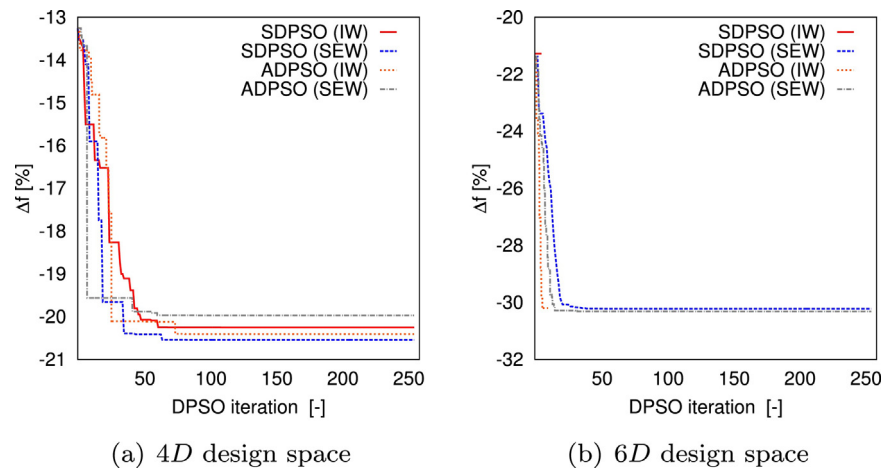 -13
-14
-15
-16
-17
-18
-19
-20
-21
Δf [%]
SDPSO (IW)
SDPSO (SEW)
ADPSO (IW)
ADPSO (SEW)
50 100 150 200 250
DPSO iteration [-]
(a) 4D design space
-20
-22
-24
-26
-28
-30
-32
Δf [%]
SDPSO (IW)
SDPSO (SEW)
ADPSO (IW)
ADPSO (SEW)
50 100 150 200 250
DPSO iteration [-]
(b) 6D design space